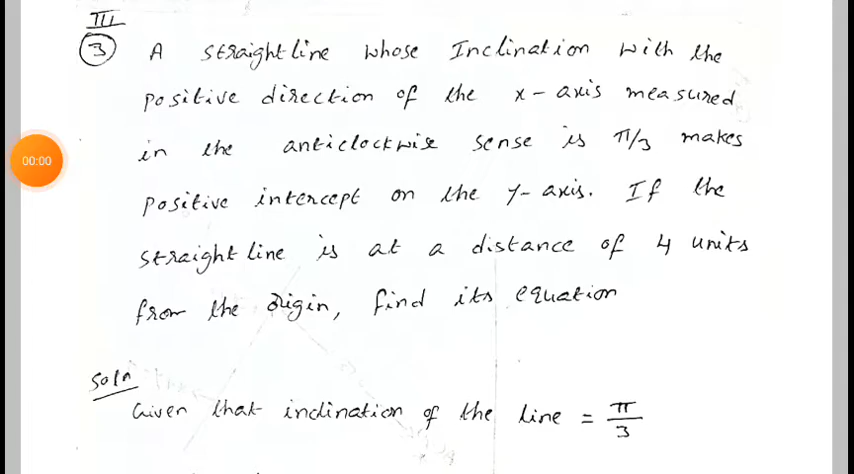 III
3 A straight line whose Inclination with the
positive direction of the x-axis measured
in the anticlockwise sense is π/3 makes
positive intercept on the y-axis. If the
straight line is at a distance of 4 units
from the origin, find its equation
00:00
Soln
Given that inclination of the line = π/3